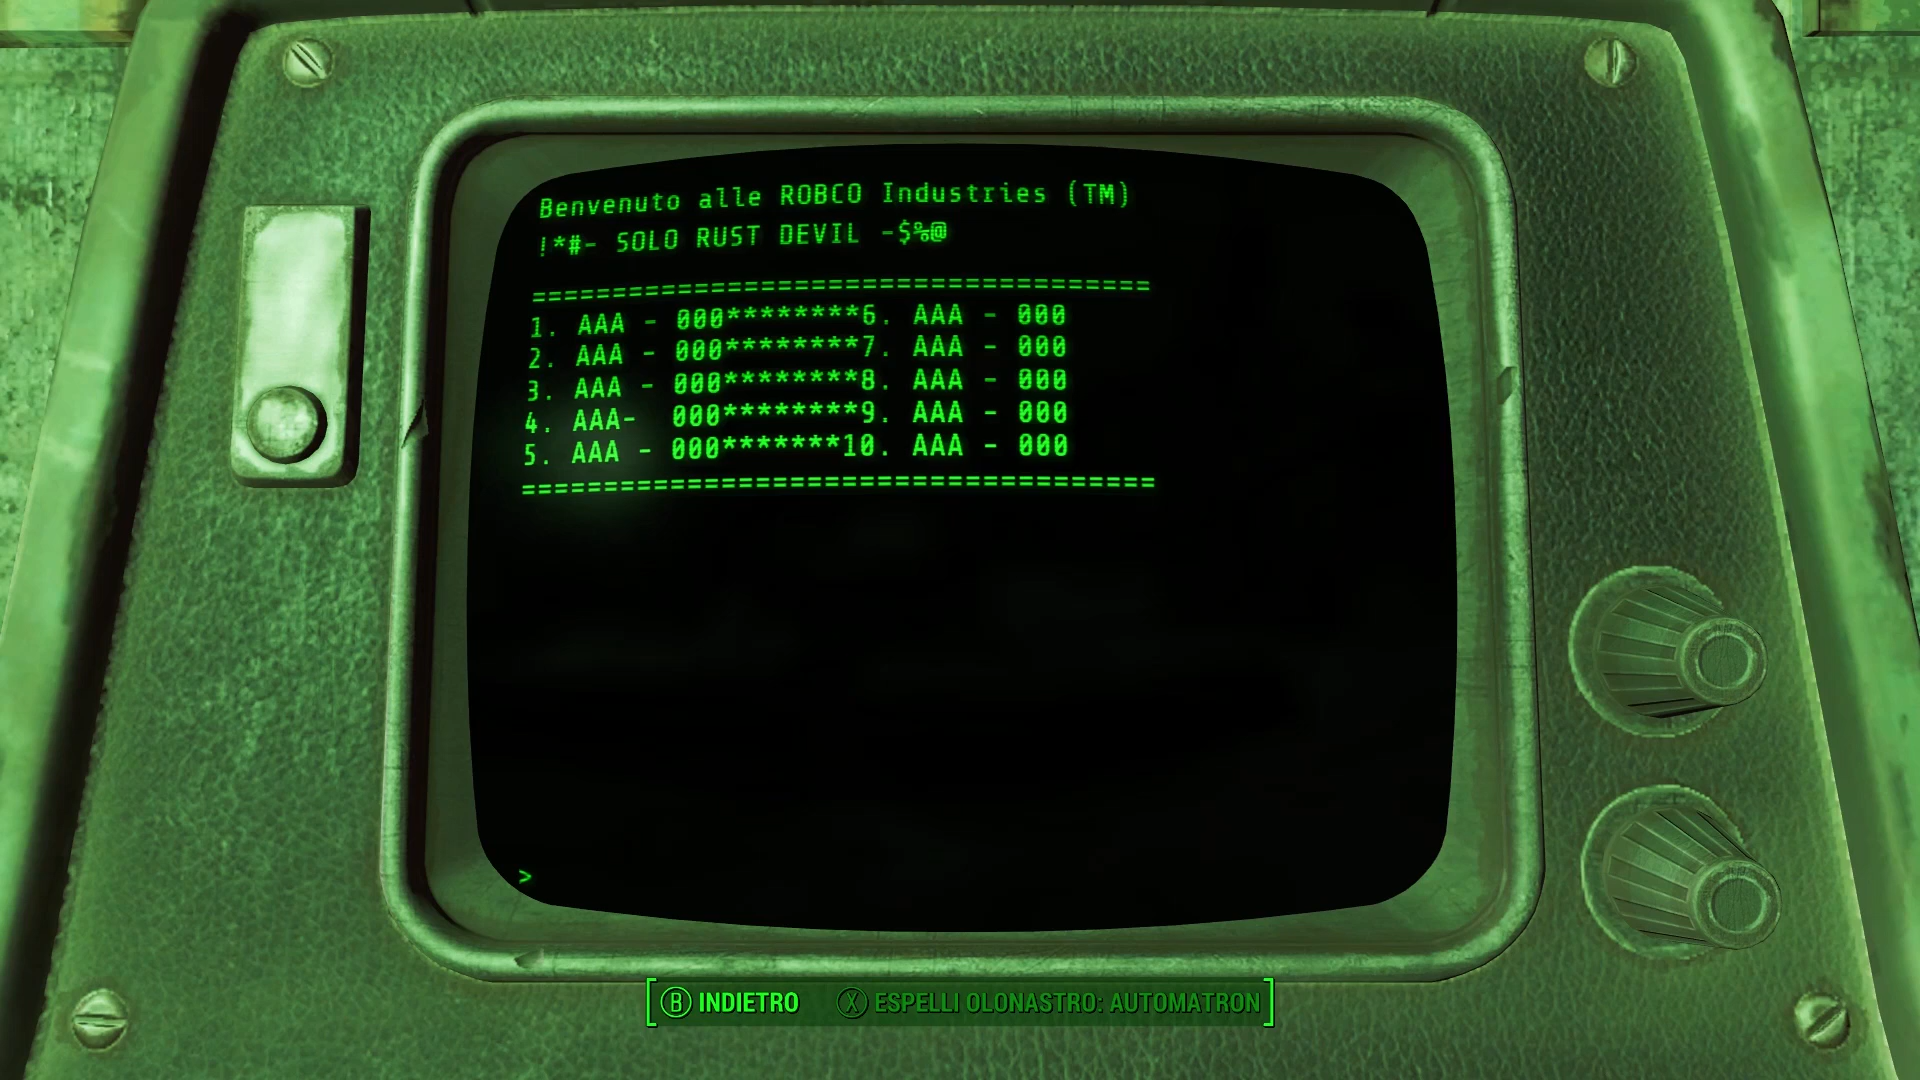 Benvenuto alle ROBCO Industries (TM)
!*#- SOLO RUST DEVIL -$%@
=====================================
1. AAA - 000********6. AAA - 000
2. AAA - 000********7. AAA - 000
3. AAA - 000********8. AAA - 000
4. AAA-  000********9. AAA - 000
5. AAA - 000*******10. AAA - 000
=====================================
>
B INDIETRO X ESPELLI OLONASTRO: AUTOMATRON